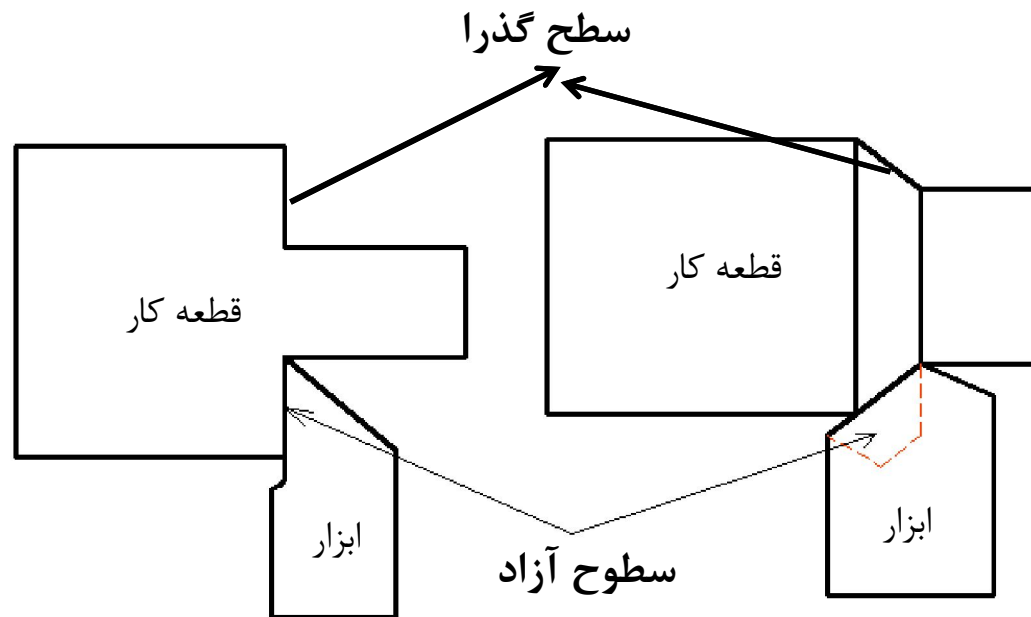 سطح گذرا
قطعه کار
قطعه کار
ابزار
ابزار
سطوح آزاد